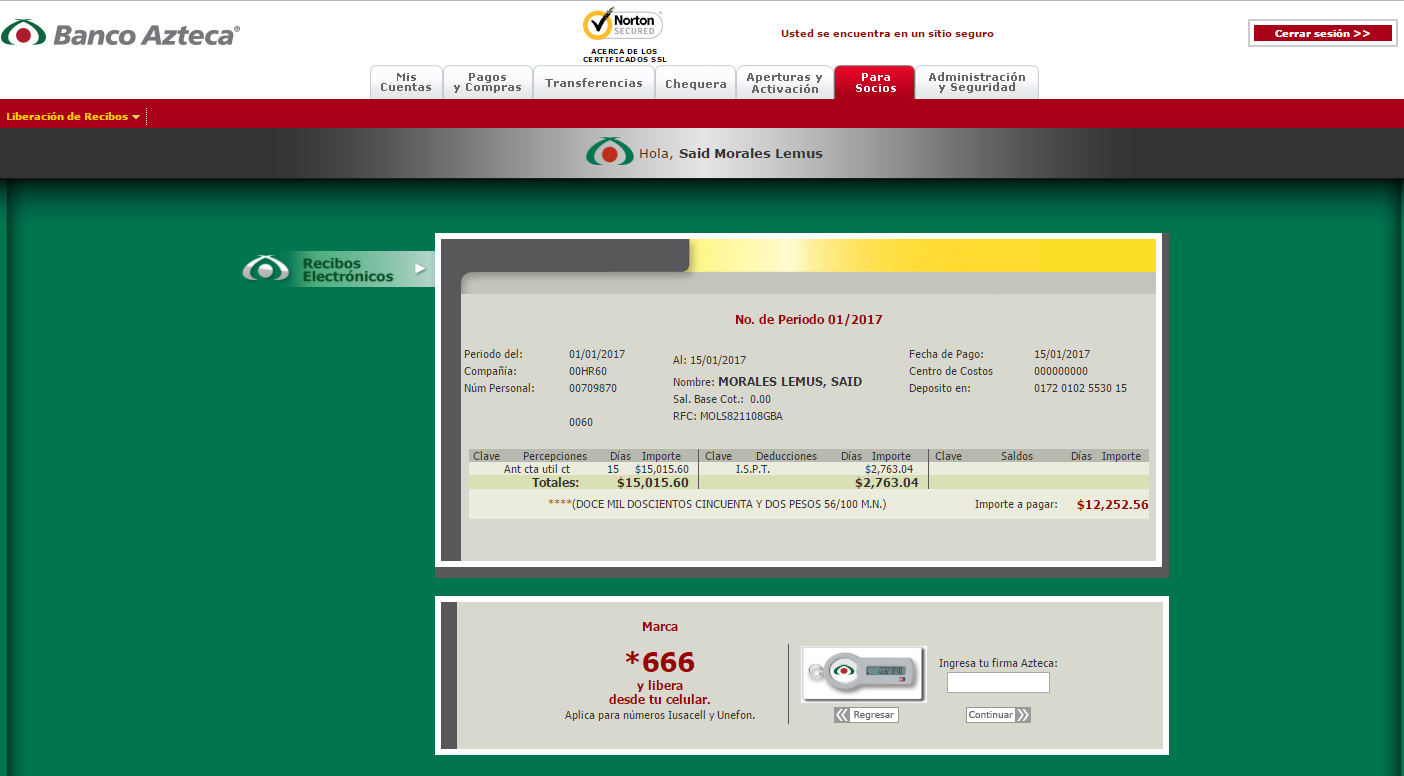 Banco Azteca®
Norton
SECURED
ACERCA DE LOS
CERTIFICADOS SSL
Usted se encuentra en un sitio seguro
Cerrar sesión >>
Mis
Cuentas
Pagos
y Compras
Transferencias
Chequera
Aperturas y
Activación
Para
Socios
Administración
y Seguridad
Liberación de Recibos
Hola, Said Morales Lemus
Recibos
Electrónicos
No. de Periodo 01/2017
Periodo del: 01/01/2017 Al: 15/01/2017 Fecha de Pago: 15/01/2017
Compañía: 00HR60 Centro de Costos 000000000
Núm Personal: 00709870 Nombre: MORALES LEMUS, SAID Deposito en: 0172 0102 5530 15
Sal. Base Cot.: 0.00
0060 RFC: MOLS821108GBA
Clave Percepciones Días Importe Clave Deducciones Días Importe Clave Saldos Días Importe
Ant cta util ct 15 $15,015.60 I.S.P.T. $2,763.04
Totales: $15,015.60 $2,763.04
****(DOCE MIL DOSCIENTOS CINCUENTA Y DOS PESOS 56/100 M.N.) Importe a pagar: $12,252.56
Marca
*666
y libera
desde tu celular.
Aplica para números Iusacell y Unefon.
Ingresa tu firma Azteca:
Regresar
Continuar